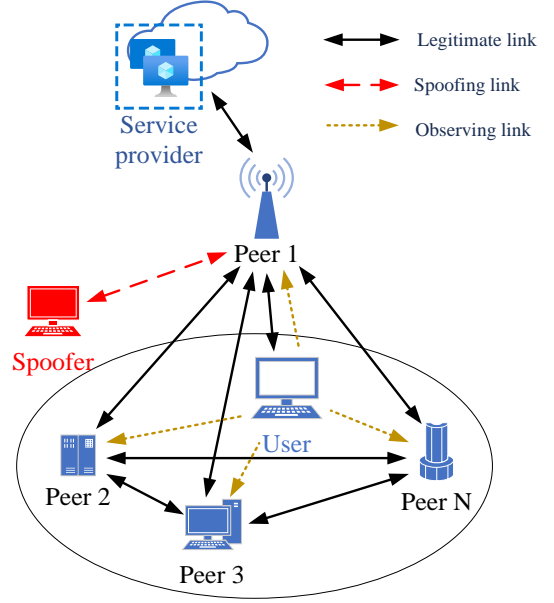 Legitimate link
Spoofing link
Observing link
Service
provider
Peer 1
Spoofer
User
Peer 2
Peer N
Peer 3